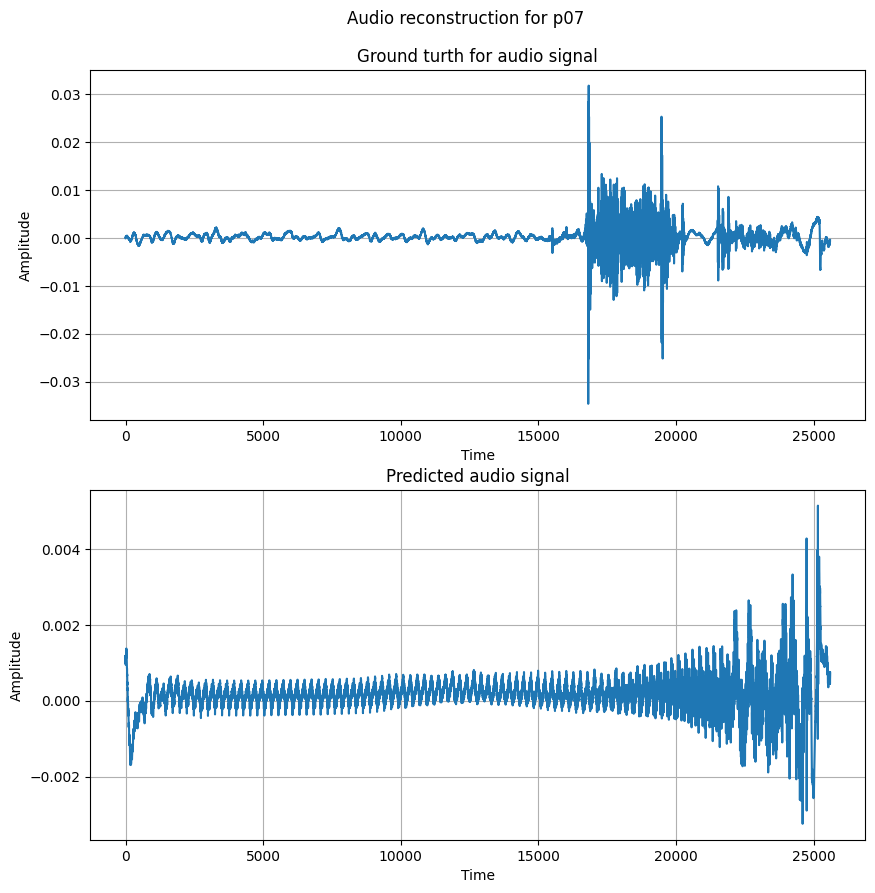 Audio reconstruction for p07
Ground turth for audio signal
0.03
0.02
0.01
0.00
−0.01
−0.02
−0.03
Amplitude
0 5000 10000 15000 20000 25000
Time
Predicted audio signal
0.004
0.002
0.000
−0.002
Amplitude
0 5000 10000 15000 20000 25000
Time